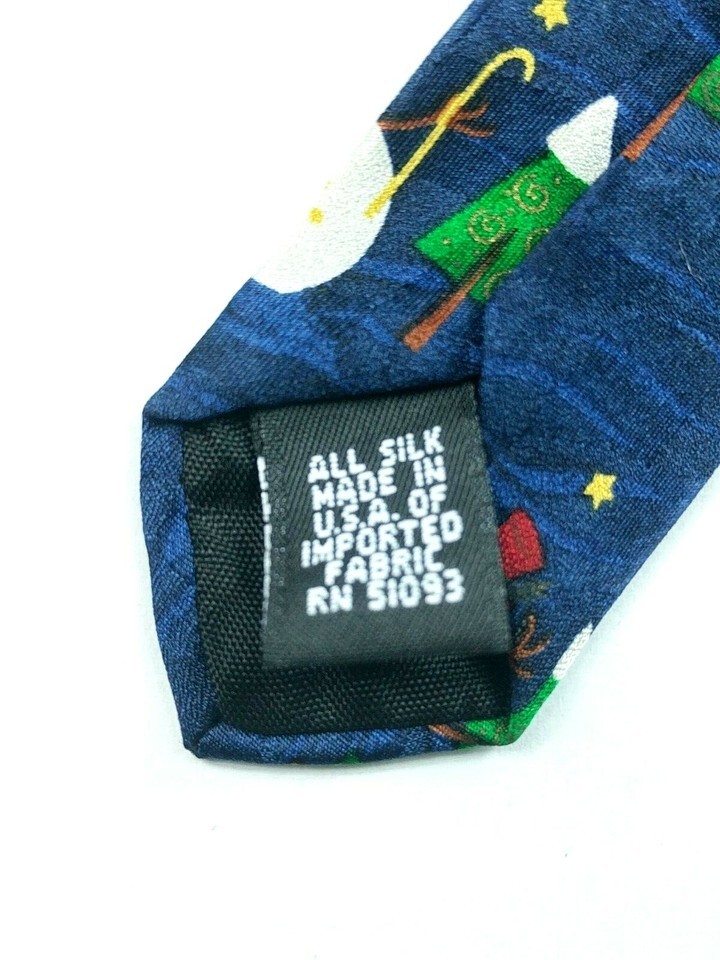 ALL SILK
MADE IN
U.S.A. OF
IMPORTED
FABRIC
RN 51093